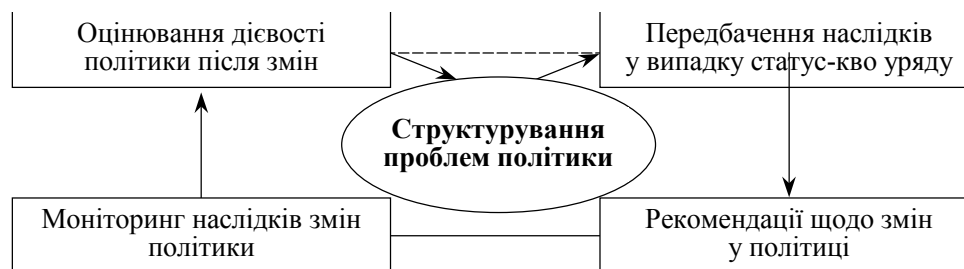 Оцінювання дієвості
політики після змін
Передбачення наслідків
у випадку статус-кво уряду
Структурування
проблем політики
Моніторинг наслідків змін
політики
Рекомендації щодо змін
у політиці